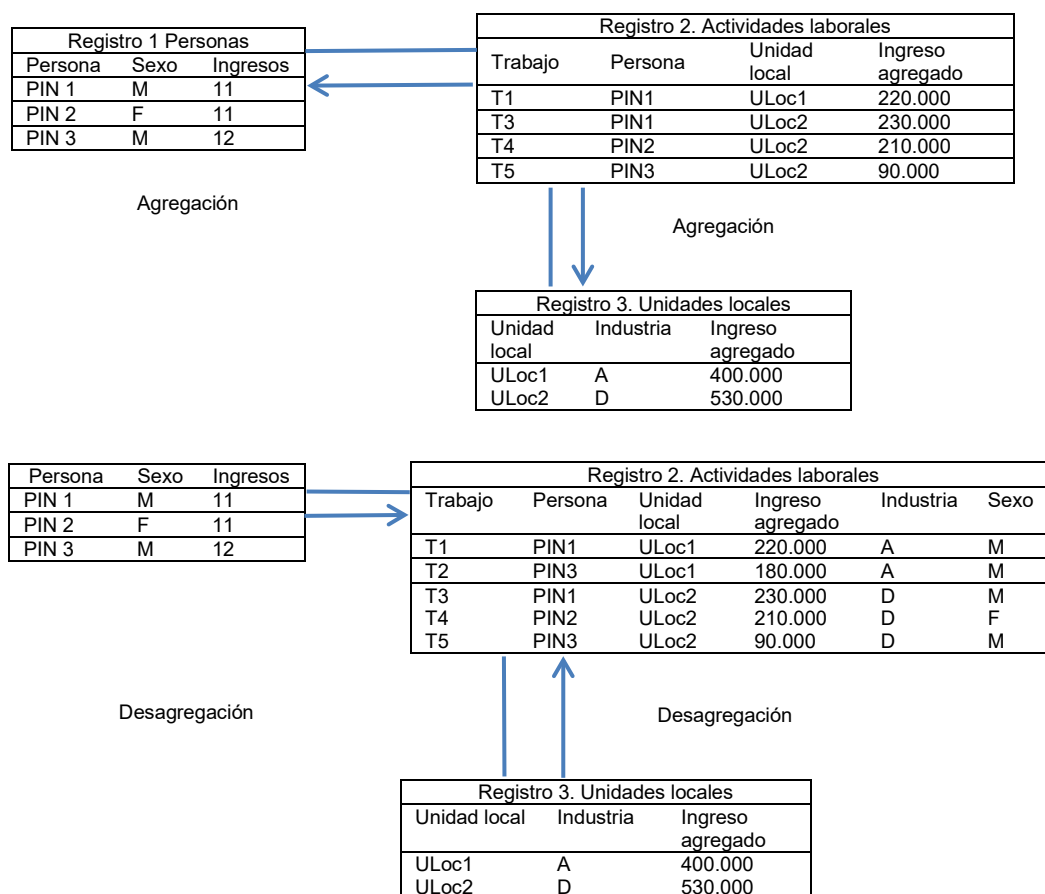 Registro 1 Personas
Persona Sexo Ingresos
PIN 1 M 11
PIN 2 F 11
PIN 3 M 12
Registro 2. Actividades laborales
Trabajo Persona Unidad local Ingreso agregado
T1 PIN1 ULoc1 220.000
T3 PIN1 ULoc2 230.000
T4 PIN2 ULoc2 210.000
T5 PIN3 ULoc2 90.000
Agregación
Agregación
Registro 3. Unidades locales
Unidad local Industria Ingreso agregado
ULoc1 A 400.000
ULoc2 D 530.000
Persona Sexo Ingresos
PIN 1 M 11
PIN 2 F 11
PIN 3 M 12
Registro 2. Actividades laborales
Trabajo Persona Unidad local Ingreso agregado Industria Sexo
T1 PIN1 ULoc1 220.000 A M
T2 PIN3 ULoc1 180.000 A M
T3 PIN1 ULoc2 230.000 D M
T4 PIN2 ULoc2 210.000 D F
T5 PIN3 ULoc2 90.000 D M
Desagregación
Desagregación
Registro 3. Unidades locales
Unidad local Industria Ingreso agregado
ULoc1 A 400.000
ULoc2 D 530.000